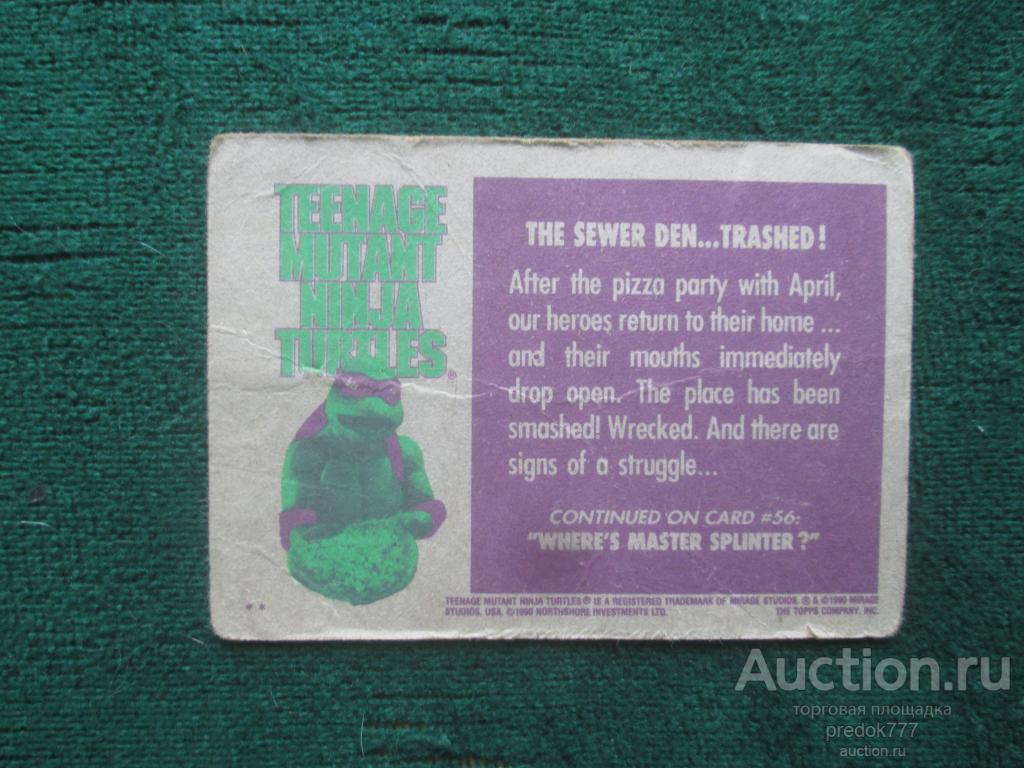 TEENAGE
MUTANT
NINJA
TURTLES®
THE SEWER DEN...TRASHED!
After the pizza party with April,
our heroes return to their home ...
and their mouths immediately
drop open. The place has been
smashed! Wrecked. And there are
signs of a struggle...
CONTINUED ON CARD #56:
"WHERE'S MASTER SPLINTER?"
** 
TEENAGE MUTANT NINJA TURTLES® IS A REGISTERED TRADEMARK OF MIRAGE STUDIOS. ® & ©1990 MIRAGE
STUDIOS, USA. ©1990 NORTHSHORE INVESTMENTS LTD. THE TOPPS COMPANY, INC.
Auction.ru
торговая площадка
predok777
auction.ru